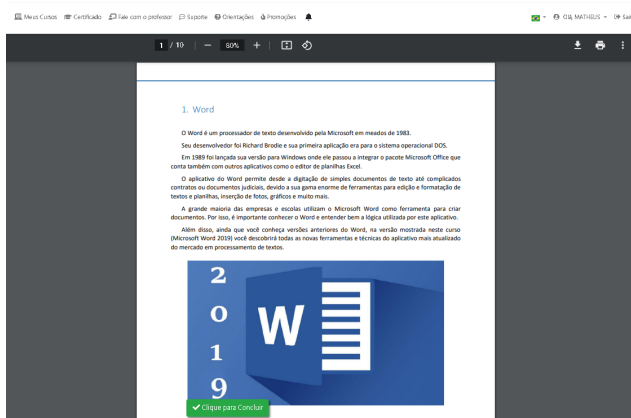 Meus Cursos Certificado Fale com o professor Suporte Orientações Promoções OLÁ, MATHEUS Sai
1 / 10 80%
1. Word
O Word é um processador de texto desenvolvido pela Microsoft em meados de 1983.
Seu desenvolvedor foi Richard Brodie e sua primeira aplicação era para o sistema operacional DOS.
Em 1989 foi lançada sua versão para Windows onde ele passou a integrar o pacote Microsoft Office que
conta também com outros aplicativos como o editor de planilhas Excel.
O aplicativo do Word permite desde a digitação de simples documentos de texto até complicados
contratos ou documentos judiciais, devido a sua gama enorme de ferramentas para edição e formatação de
textos e planilhas, inserção de fotos, gráficos e muito mais.
A grande maioria das empresas e escolas utilizam o Microsoft Word como ferramenta para criar
documentos. Por isso, é importante conhecer o Word e entender bem a lógica utilizada por este aplicativo.
Além disso, ainda que você conheça versões anteriores do Word, na versão mostrada neste curso
(Microsoft Word 2019) você descobrirá todas as novas ferramentas e técnicas do aplicativo mais atualizado
do mercado em processamento de textos.
2
0
W
1
9
Clique para Concluir